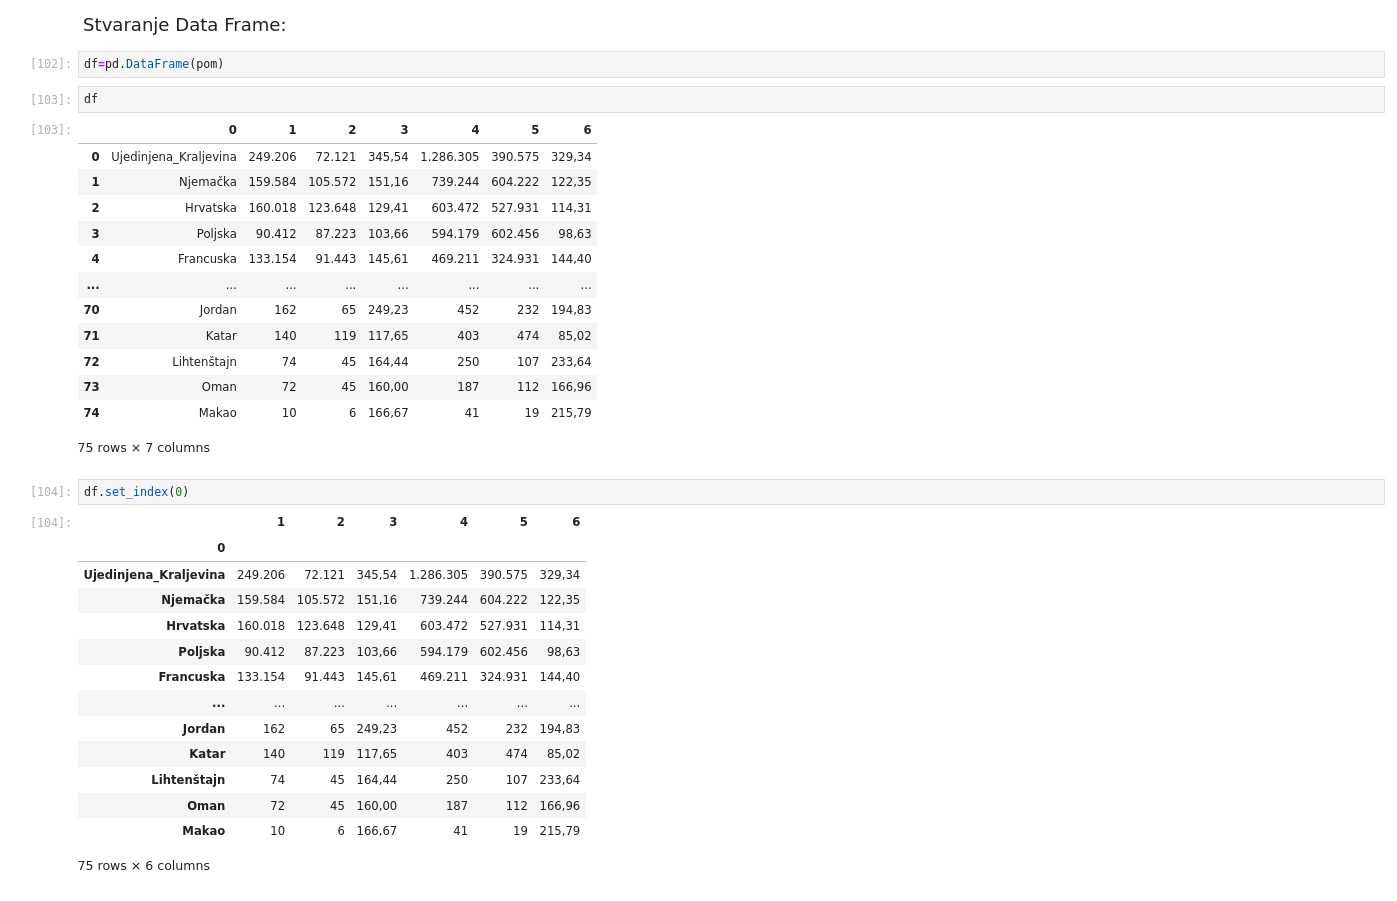 Stvaranje Data Frame:
[102]: df=pd.DataFrame(pom)
[103]: df
[103]: 0 1 2 3 4 5 6
0 Ujedinjena_Kraljevina 249.206 72.121 345,54 1.286.305 390.575 329,34
1 Njemačka 159.584 105.572 151,16 739.244 604.222 122,35
2 Hrvatska 160.018 123.648 129,41 603.472 527.931 114,31
3 Poljska 90.412 87.223 103,66 594.179 602.456 98,63
4 Francuska 133.154 91.443 145,61 469.211 324.931 144,40
... ... ... ... ... ... ... ...
70 Jordan 162 65 249,23 452 232 194,83
71 Katar 140 119 117,65 403 474 85,02
72 Lihtenštajn 74 45 164,44 250 107 233,64
73 Oman 72 45 160,00 187 112 166,96
74 Makao 10 6 166,67 41 19 215,79
75 rows × 7 columns
[104]: df.set_index(0)
[104]: 1 2 3 4 5 6
0
Ujedinjena_Kraljevina 249.206 72.121 345,54 1.286.305 390.575 329,34
Njemačka 159.584 105.572 151,16 739.244 604.222 122,35
Hrvatska 160.018 123.648 129,41 603.472 527.931 114,31
Poljska 90.412 87.223 103,66 594.179 602.456 98,63
Francuska 133.154 91.443 145,61 469.211 324.931 144,40
... ... ... ... ... ... ...
Jordan 162 65 249,23 452 232 194,83
Katar 140 119 117,65 403 474 85,02
Lihtenštajn 74 45 164,44 250 107 233,64
Oman 72 45 160,00 187 112 166,96
Makao 10 6 166,67 41 19 215,79
75 rows × 6 columns